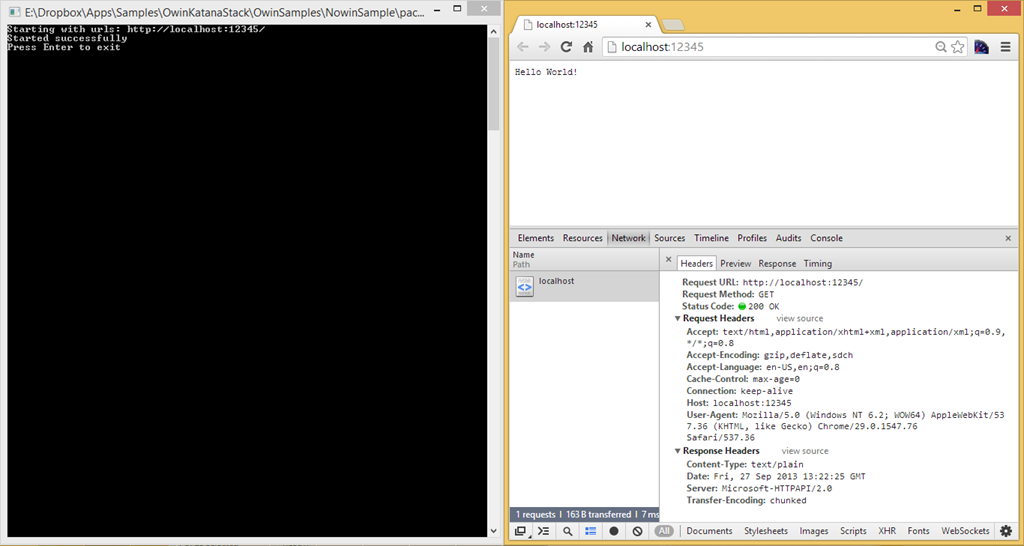 E:\Dropbox\Apps\Samples\OwinKatanaStack\OwinSamples\NowinSample\pac...
Starting with urls: http://localhost:12345/
Started successfully
Press Enter to exit
localhost:12345
localhost:12345
Hello World!
Elements Resources Network Sources Timeline Profiles Audits Console
Name
Path
localhost
Headers Preview Response Timing
Request URL: http://localhost:12345/
Request Method: GET
Status Code: 200 OK
Request Headers view source
Accept: text/html,application/xhtml+xml,application/xml;q=0.9,
*/*;q=0.8
Accept-Encoding: gzip,deflate,sdch
Accept-Language: en-US,en;q=0.8
Cache-Control: max-age=0
Connection: keep-alive
Host: localhost:12345
User-Agent: Mozilla/5.0 (Windows NT 6.2; WOW64) AppleWebKit/53
7.36 (KHTML, like Gecko) Chrome/29.0.1547.76
Safari/537.36
Response Headers view source
Content-Type: text/plain
Date: Fri, 27 Sep 2013 13:22:25 GMT
Server: Microsoft-HTTPAPI/2.0
Transfer-Encoding: chunked
1 requests | 163 B transferred | 7 ms
All Documents Stylesheets Images Scripts XHR Fonts WebSockets